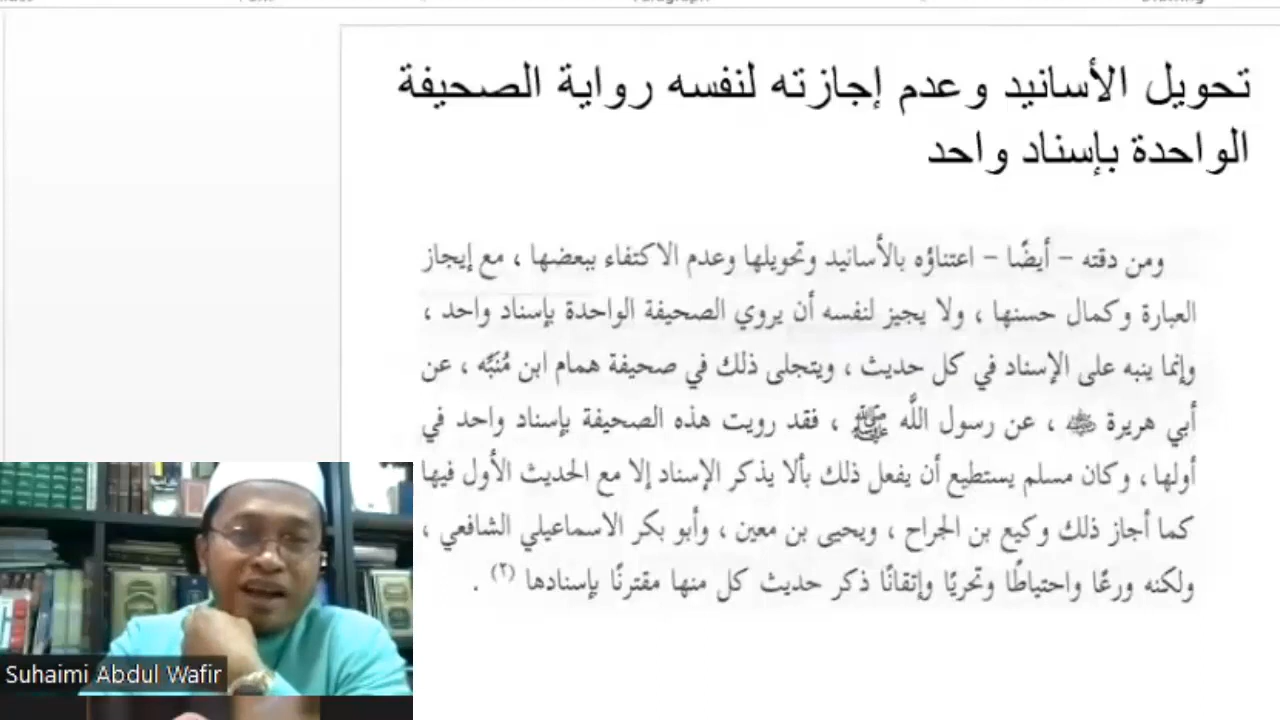 تحويل الأسانيد وعدم إجازته لنفسه رواية الصحيفة
الواحدة بإسناد واحد
ومن دقته – أيضًا – اعتناؤه بالأسانيد وتحويلها وعدم الاكتفاء ببعضها ، مع إيجاز
العبارة وكمال حسنها ، ولا يجيز لنفسه أن يروي الصحيفة الواحدة بإسناد واحد ،
وإنما ينبه على الإسناد في كل حديث ، ويتجلى ذلك في صحيفة همام ابن مُنَبِّه ، عن
أبي هريرة رضي الله عنه ، عن رسول اللَّه ﷺ ، فقد رويت هذه الصحيفة بإسناد واحد في
أولها ، وكان مسلم يستطيع أن يفعل ذلك بألا يذكر الإسناد إلا مع الحديث الأول فيها
كما أجاز ذلك وكيع بن الجراح ، ويحيى بن معين ، وأبو بكر الاسماعيلي الشافعي ،
ولكنه ورعًا واحتياطًا وتحريًا وإتقانًا ذكر حديث كل منها مقترنًا بإسنادها (٢) .
Suhaimi Abdul Wafir